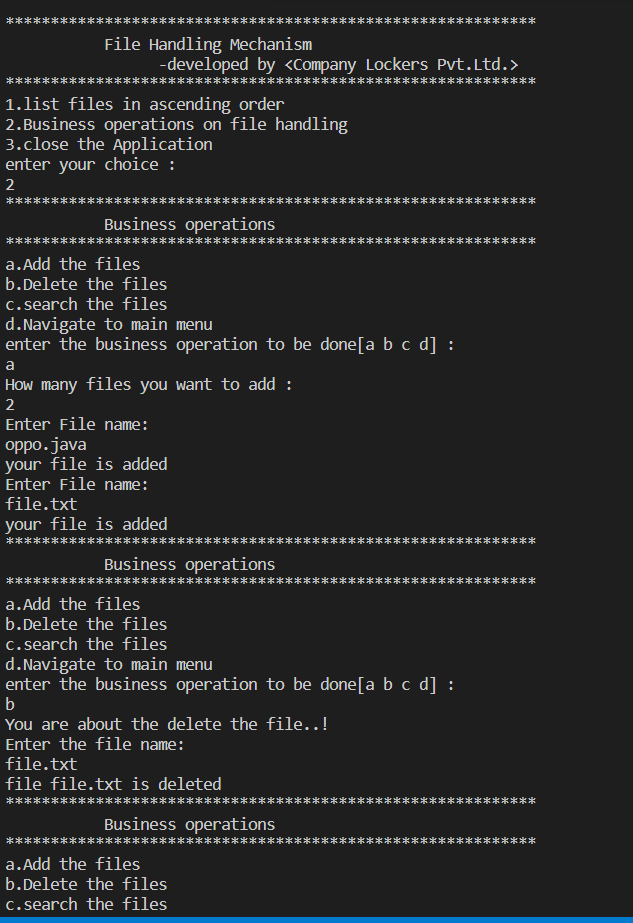 ***********************************************************
File Handling Mechanism
-developed by <Company Lockers Pvt.Ltd.>
***********************************************************
1.list files in ascending order
2.Business operations on file handling
3.close the Application
enter your choice :
2
***********************************************************
Business operations
***********************************************************
a.Add the files
b.Delete the files
c.search the files
d.Navigate to main menu
enter the business operation to be done[a b c d] :
a
How many files you want to add :
2
Enter File name:
oppo.java
your file is added
Enter File name:
file.txt
your file is added
***********************************************************
Business operations
***********************************************************
a.Add the files
b.Delete the files
c.search the files
d.Navigate to main menu
enter the business operation to be done[a b c d] :
b
You are about the delete the file..!
Enter the file name:
file.txt
file file.txt is deleted
***********************************************************
Business operations
***********************************************************
a.Add the files
b.Delete the files
c.search the files